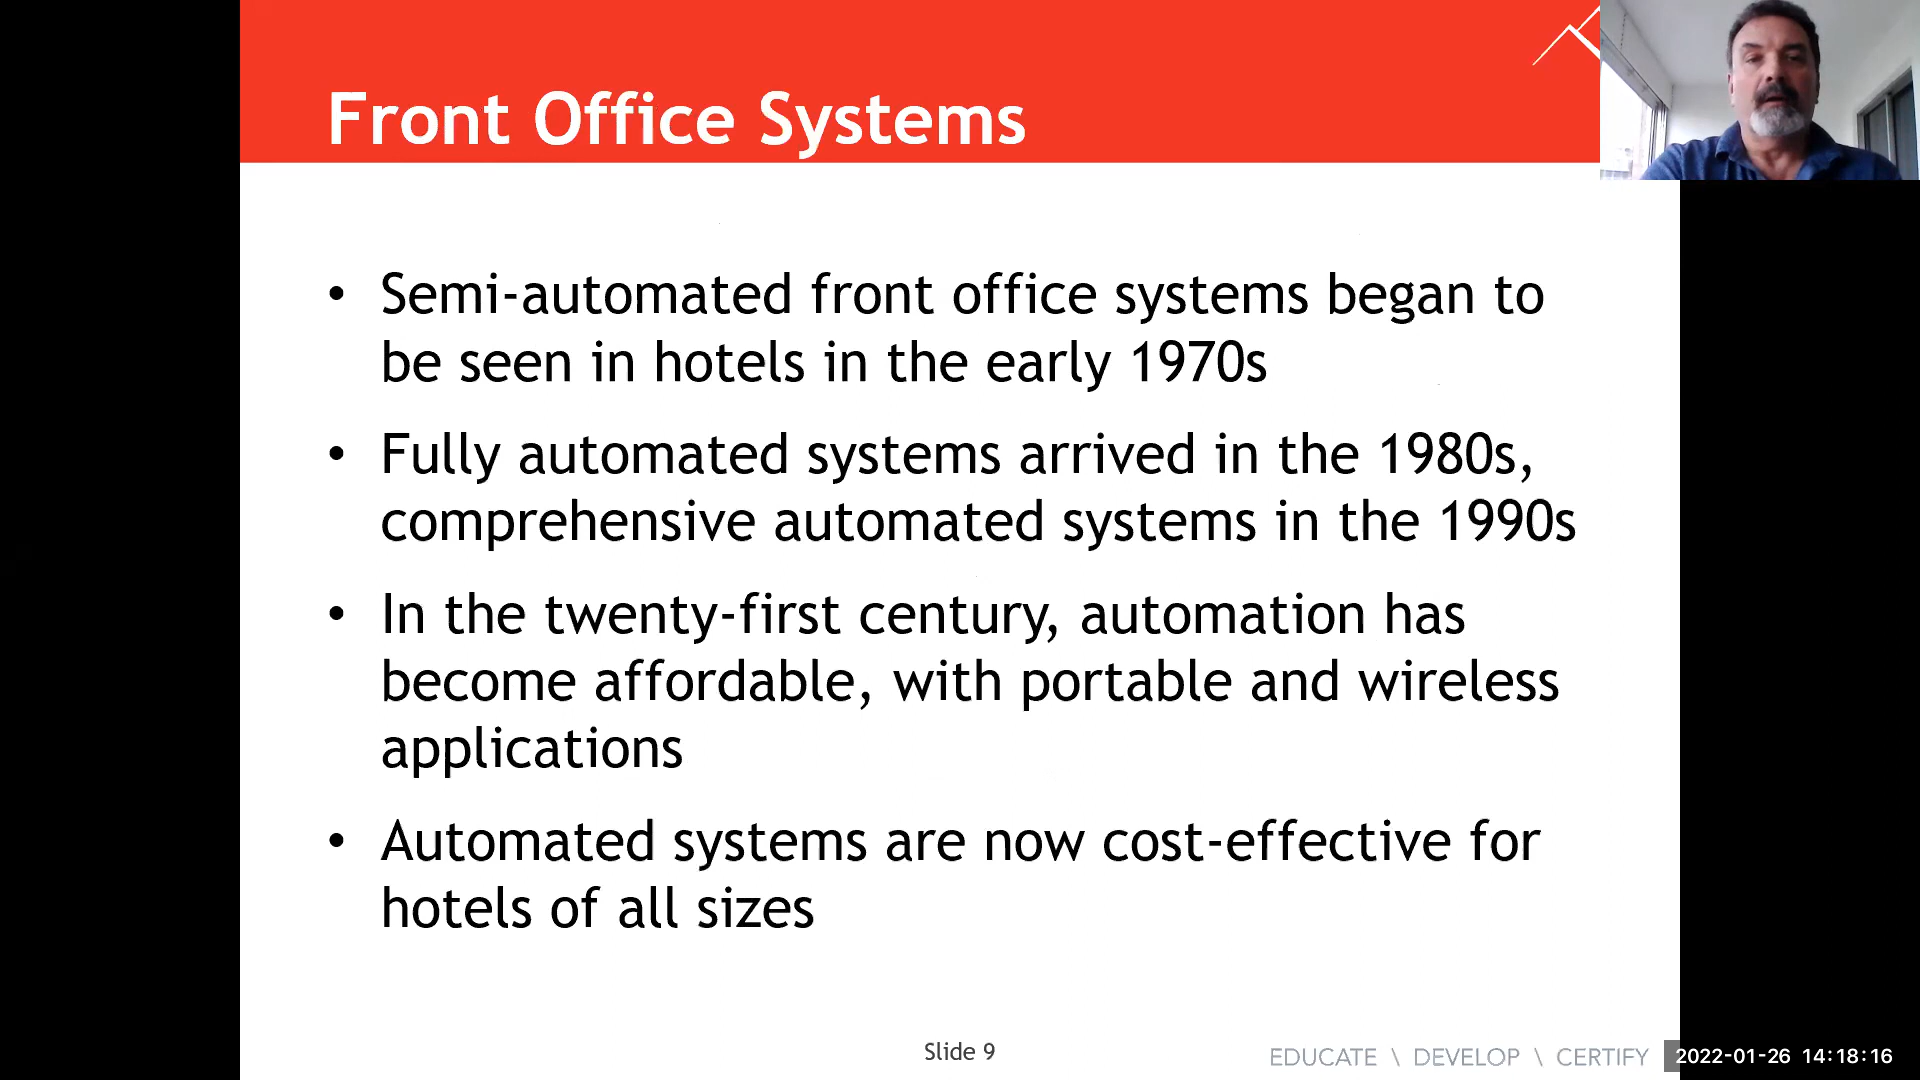 Front Office Systems
• Semi-automated front office systems began to
be seen in hotels in the early 1970s
• Fully automated systems arrived in the 1980s,
comprehensive automated systems in the 1990s
• In the twenty-first century, automation has
become affordable, with portable and wireless
applications
• Automated systems are now cost-effective for
hotels of all sizes
Slide 9
EDUCATE \ DEVELOP \ CERTIFY
2022-01-26 14:18:16